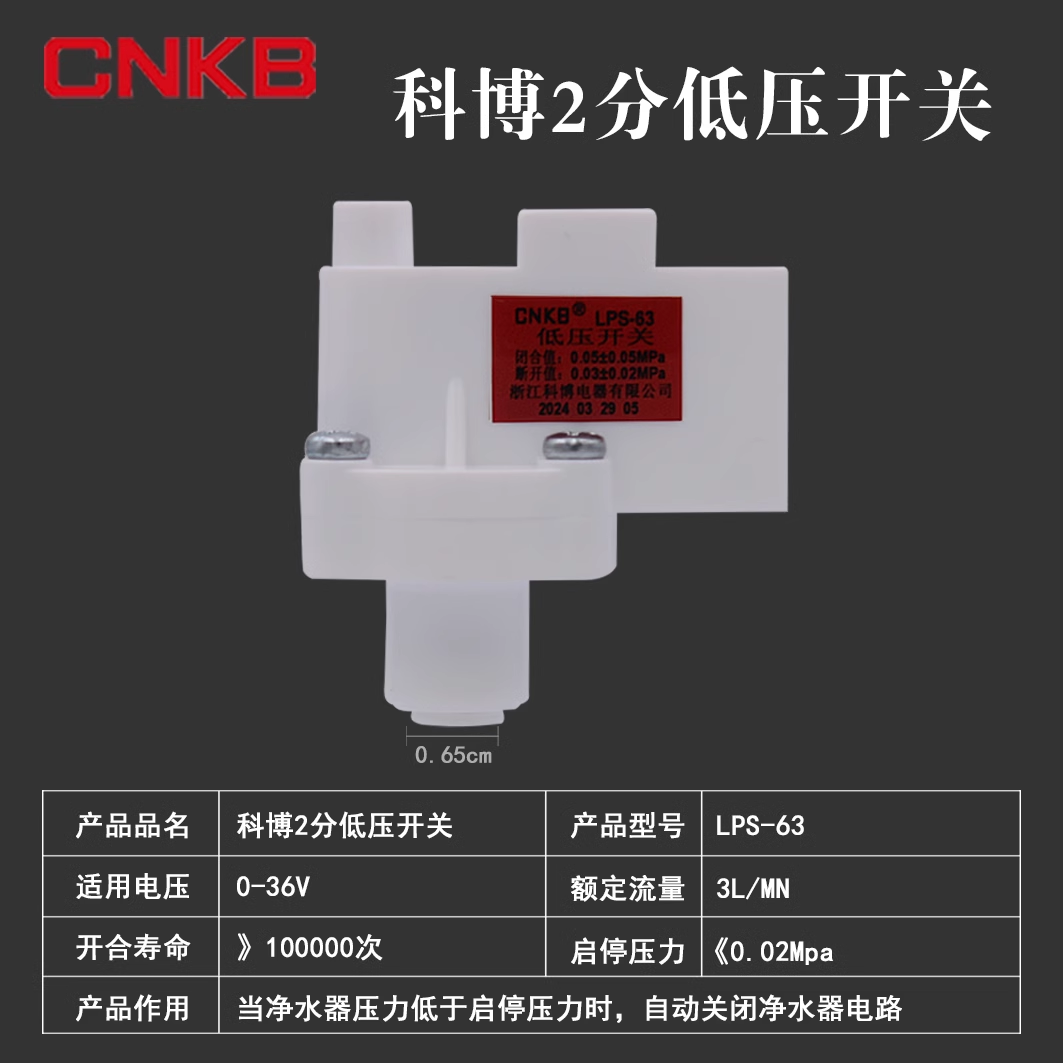 CNKB
科博2分低压开关
CNKB® LPS-63
低压开关
闭合值：0.05±0.05MPa
断开值：0.03±0.02MPa
浙江科博电器有限公司
2024 03 29 05
0.65cm
产品品名 科博2分低压开关 产品型号 LPS-63
适用电压 0-36V 额定流量 3L/MN
开合寿命 》100000次 启停压力 《0.02Mpa
产品作用 当净水器压力低于启停压力时，自动关闭净水器电路